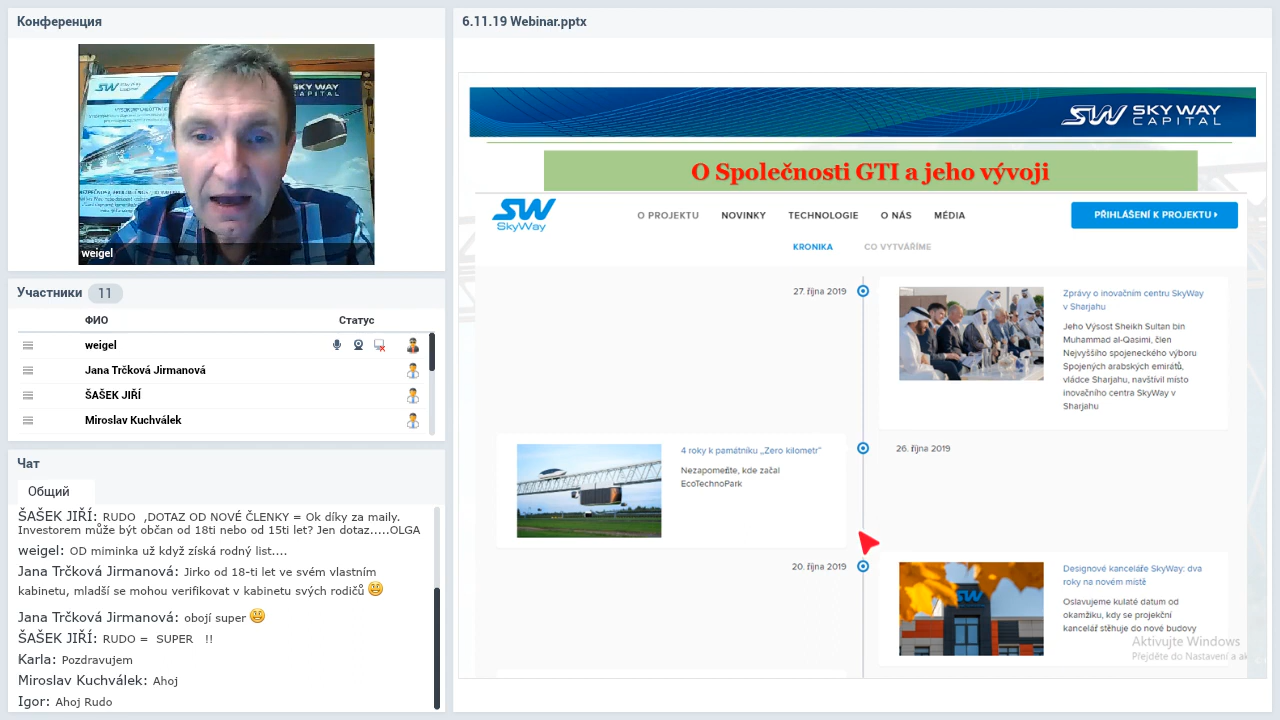 Конференция
SKY WAY
CAPITAL
weigel
Участники 11
ФИО Статус
weigel
Jana Trčková Jirmanová
ŠAŠEK JIŘÍ
Miroslav Kuchválek
Чат
Общий
ŠAŠEK JIŘÍ: RUDO ,DOTAZ OD NOVÉ ČLENKY = Ok díky za maily.
Investorem může být občan od 18ti nebo od 15ti let? Jen dotaz.....OLGA
weigel: OD miminka už když získá rodný list....
Jana Trčková Jirmanová: Jirko od 18-ti let ve svém vlastním
kabinetu, mladší se mohou verifikovat v kabinetu svých rodičů
Jana Trčková Jirmanová: obojí super
ŠAŠEK JIŘÍ: RUDO = SUPER !!
Karla: Pozdravujem
Miroslav Kuchválek: Ahoj
Igor: Ahoj Rudo
6.11.19 Webinar.pptx
SW SKY WAY
CAPITAL
O Společnosti GTI a jeho vývoji
SW
SkyWay
O PROJEKTU NOVINKY TECHNOLOGIE O NÁS MÉDIA
PŘIHLÁŠENÍ K PROJEKTU
KRONIKA CO VYTVÁŘÍME
27. října 2019
Zprávy o inovačním centru SkyWay
v Sharjahu
Jeho Výsost Sheikh Sultan bin
Muhammad al-Qasimi, člen
Nejvyššího spojeneckého výboru
Spojených arabských emirátů,
vládce Sharjahu, navštívil místo
inovačního centra SkyWay v
Sharjahu
4 roky k památníku „Zero kilometr"
Nezapomeňte, kde začal
EcoTechnoPark
26. října 2019
20. října 2019
Designové kanceláře SkyWay: dva
roky na novém místě
Oslavujeme kulaté datum od
okamžiku, kdy se projekční
kancelář stěhuje do nové budovy
SW
Aktivujte Windows
Přejděte do Nastavení a ak